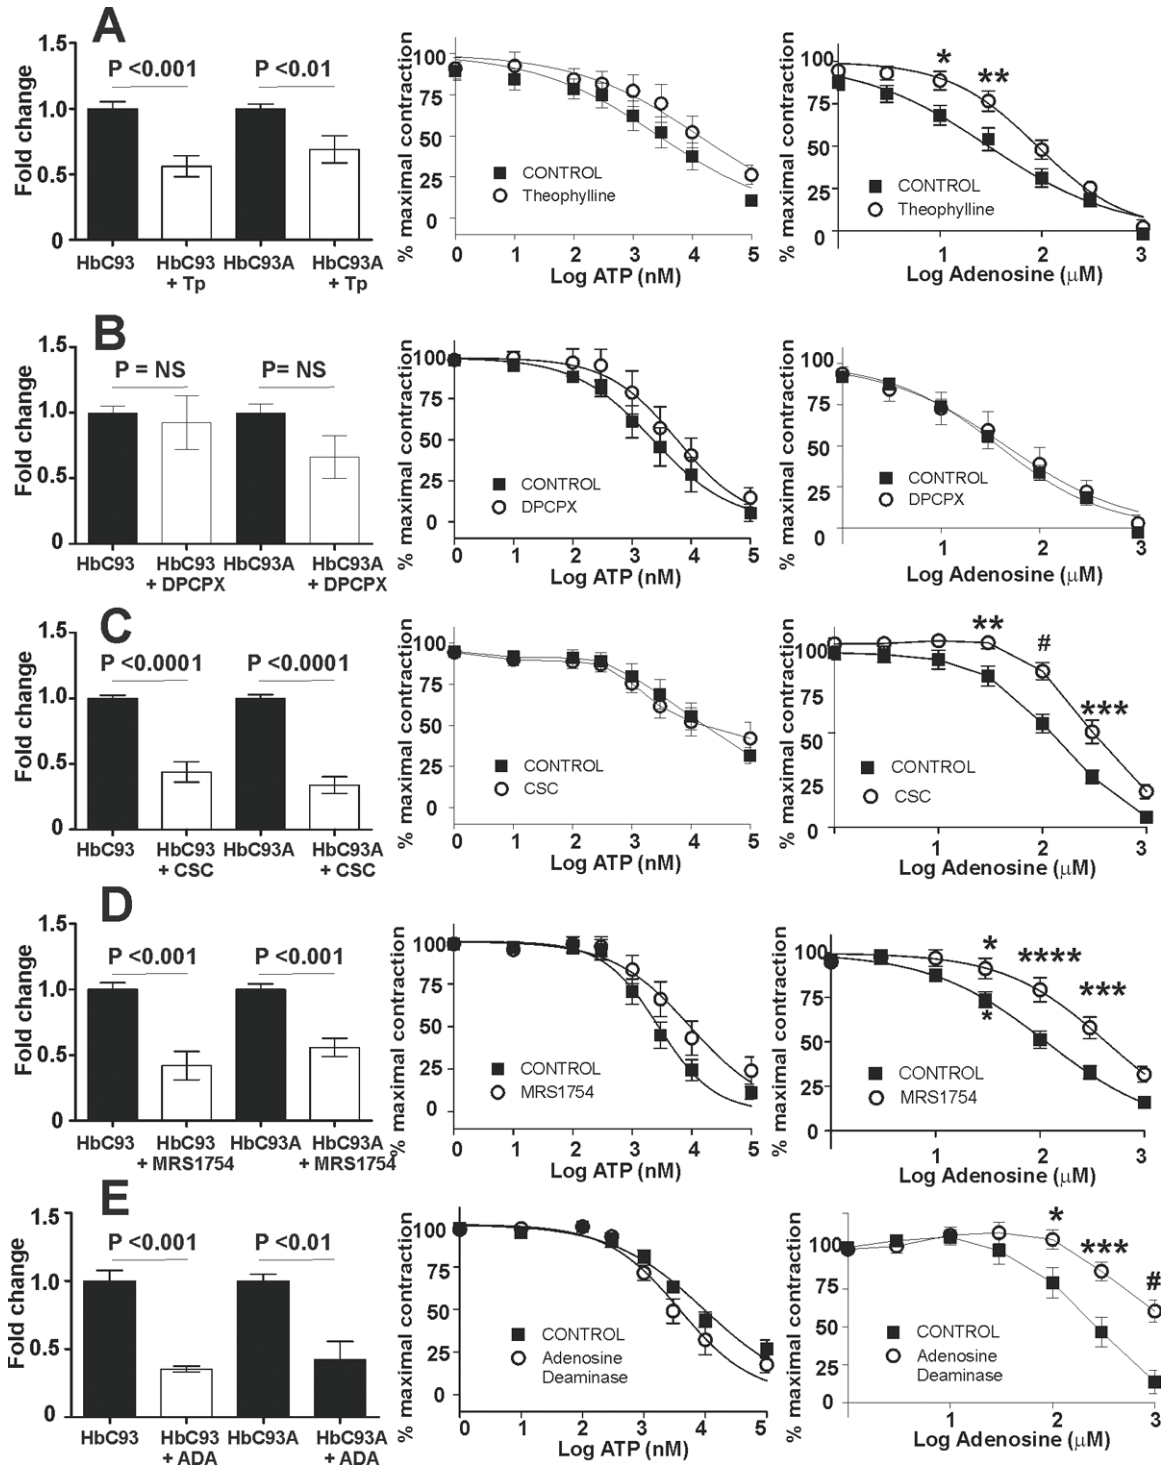 A
1.5
1.0
0.5
0
Fold change
P <0.001
P <0.01
HbC93 HbC93 HbC93A HbC93A
+ Tp + Tp
% maximal contraction
100
75
50
25
0
CONTROL
Theophylline
0 1 2 3 4 5
Log ATP (nM)
% maximal contraction
100
75
50
25
0
* **
CONTROL
Theophylline
1 2 3
Log Adenosine (μM)
B
1.5
1.0
0.5
0
Fold change
P = NS
P= NS
HbC93 HbC93 HbC93A HbC93A
+ DPCPX + DPCPX
% maximal contraction
100
75
50
25
0
CONTROL
DPCPX
0 1 2 3 4 5
Log ATP (nM)
% maximal contraction
100
75
50
25
0
CONTROL
DPCPX
1 2 3
Log Adenosine (μM)
C
1.5
1.0
0.5
0
Fold change
P <0.0001
P <0.0001
HbC93 HbC93 HbC93A HbC93A
+ CSC + CSC
% maximal contraction
100
75
50
25
0
CONTROL
CSC
0 1 2 3 4 5
Log ATP (nM)
% maximal contraction
100
75
50
25
0
** # ***
CONTROL
CSC
1 2 3
Log Adenosine (μM)
D
1.5
1.0
0.5
0
Fold change
P <0.001
P <0.001
HbC93 HbC93 HbC93A HbC93A
+ MRS1754 + MRS1754
% maximal contraction
100
75
50
25
0
CONTROL
MRS1754
0 1 2 3 4 5
Log ATP (nM)
% maximal contraction
100
75
50
25
0
* **** ***
*
CONTROL
MRS1754
1 2 3
Log Adenosine (μM)
E
1.5
1.0
0.5
0
Fold change
P <0.001
P <0.01
HbC93 HbC93 HbC93A HbC93A
+ ADA + ADA
% maximal contraction
100
75
50
25
0
CONTROL
Adenosine
Deaminase
0 1 2 3 4 5
Log ATP (nM)
% maximal contraction
100
75
50
25
0
* *** #
CONTROL
Adenosine
Deaminase
1 2 3
Log Adenosine (μM)